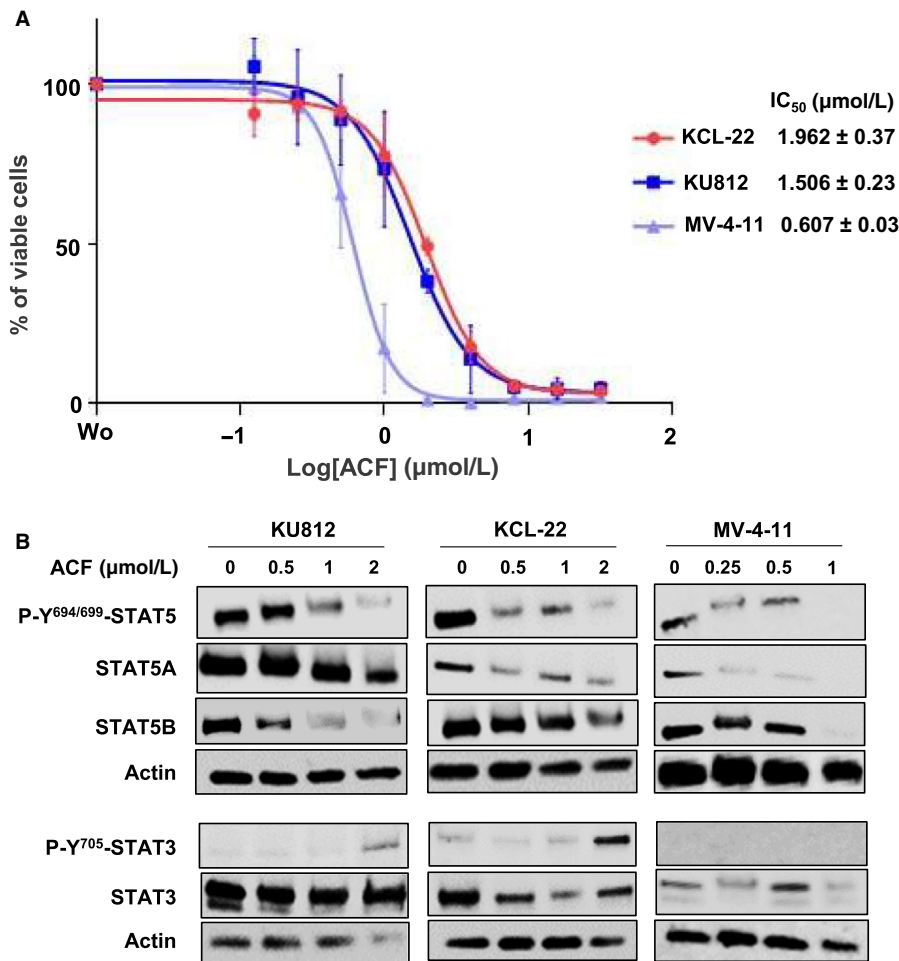 A
IC50 (µmol/L)
KCL-22 1.962 ± 0.37
KU812 1.506 ± 0.23
MV-4-11 0.607 ± 0.03
% of viable cells
100
50
0
Wo –1 0 1 2
Log[ACF] (µmol/L)
B
KU812 KCL-22 MV-4-11
ACF (µmol/L) 0 0.5 1 2 0 0.5 1 2 0 0.25 0.5 1
P-Y694/699-STAT5
STAT5A
STAT5B
Actin
P-Y705-STAT3
STAT3
Actin